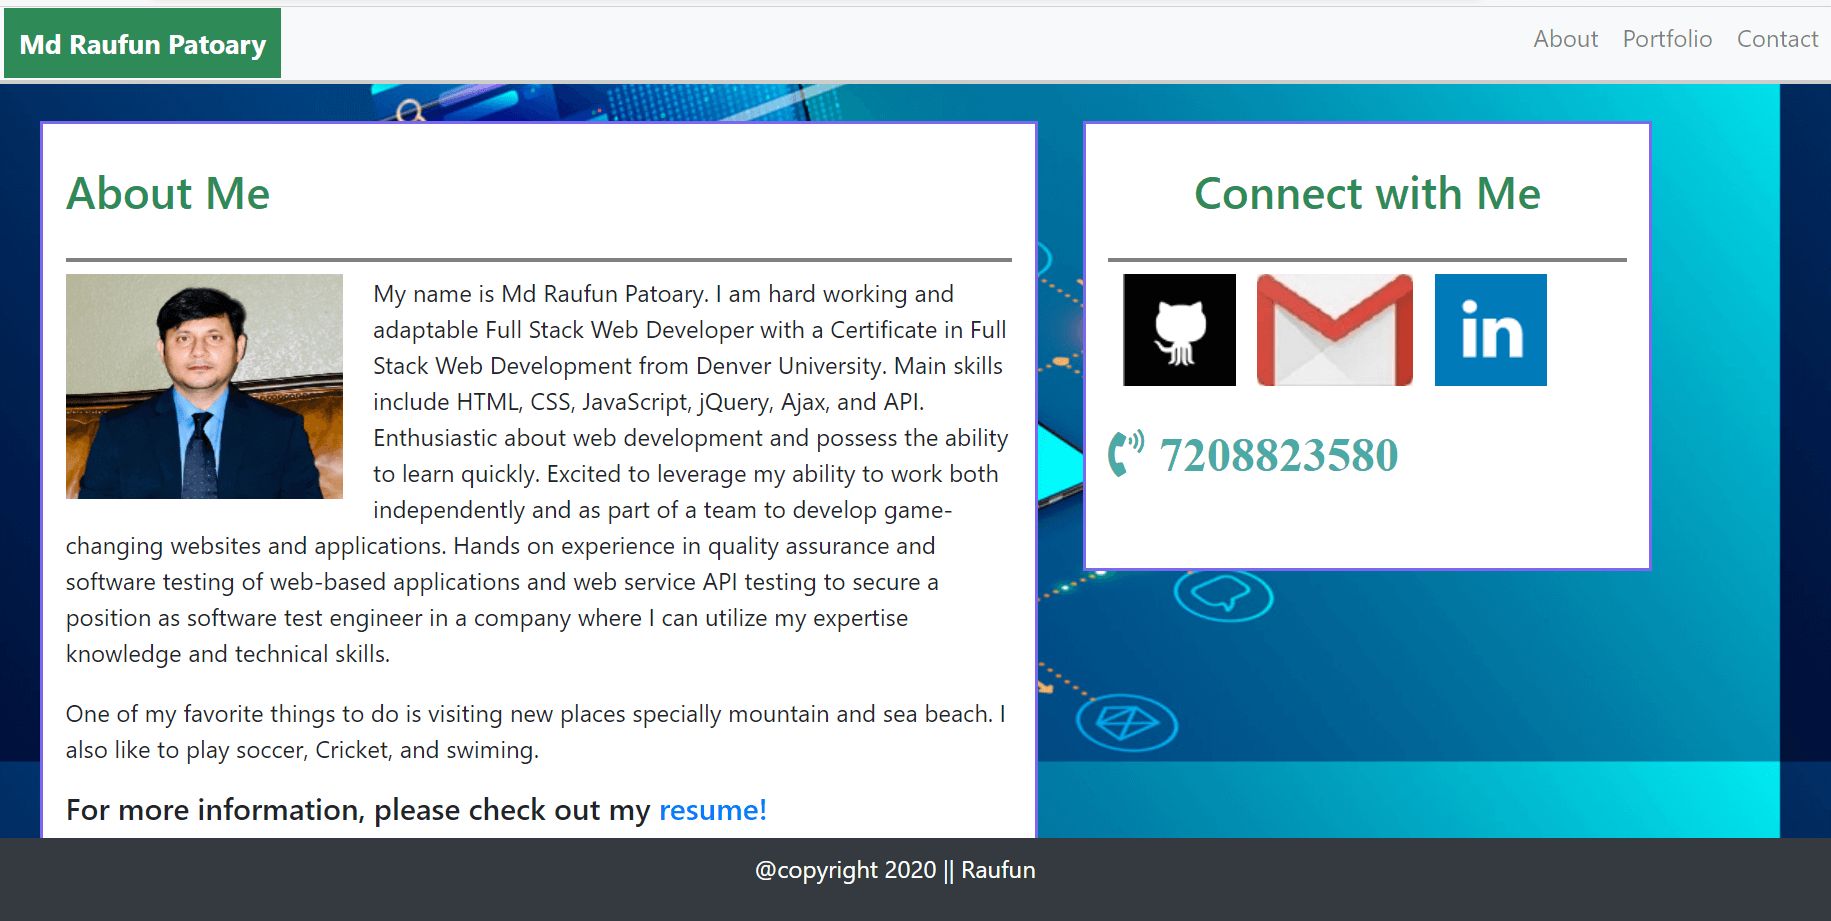 Md Raufun Patoary
About Portfolio Contact
About Me
My name is Md Raufun Patoary. I am hard working and
adaptable Full Stack Web Developer with a Certificate in Full
Stack Web Development from Denver University. Main skills
include HTML, CSS, JavaScript, jQuery, Ajax, and API.
Enthusiastic about web development and possess the ability
to learn quickly. Excited to leverage my ability to work both
independently and as part of a team to develop game-
changing websites and applications. Hands on experience in quality assurance and
software testing of web-based applications and web service API testing to secure a
position as software test engineer in a company where I can utilize my expertise
knowledge and technical skills.
One of my favorite things to do is visiting new places specially mountain and sea beach. I
also like to play soccer, Cricket, and swiming.
For more information, please check out my resume!
Connect with Me
in
7208823580
@copyright 2020 || Raufun